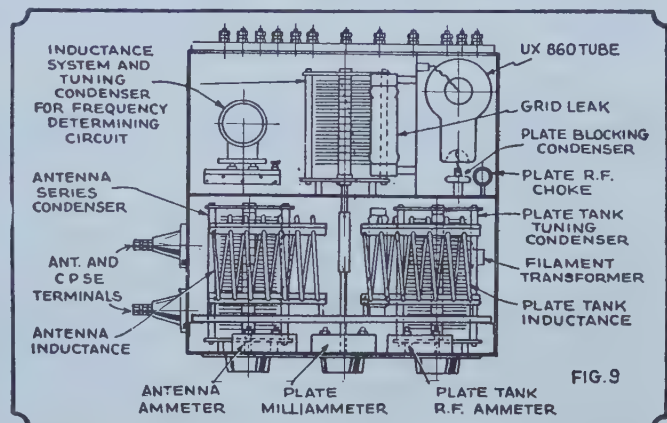 INDUCTANCE
SYSTEM AND
TUNING
CONDENSER
FOR FREQUENCY
DETERMINING
CIRCUIT
ANTENNA
SERIES
CONDENSER
ANT. AND
CPSE
TERMINALS
ANTENNA
INDUCTANCE
ANTENNA
AMMETER
PLATE
MILLIAMMETER
PLATE TANK
R.F. AMMETER
UX 860 TUBE
GRID LEAK
PLATE BLOCKING
CONDENSER
PLATE R.F.
CHOKE
PLATE TANK
TUNING
CONDENSER
FILAMENT
TRANSFORMER
PLATE TANK
INDUCTANCE
FIG. 9